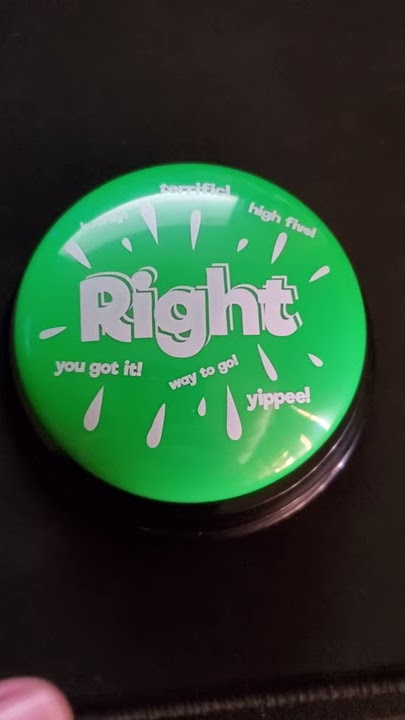 terrific!
high five!
Right
you got it!
way to go!
yippee!